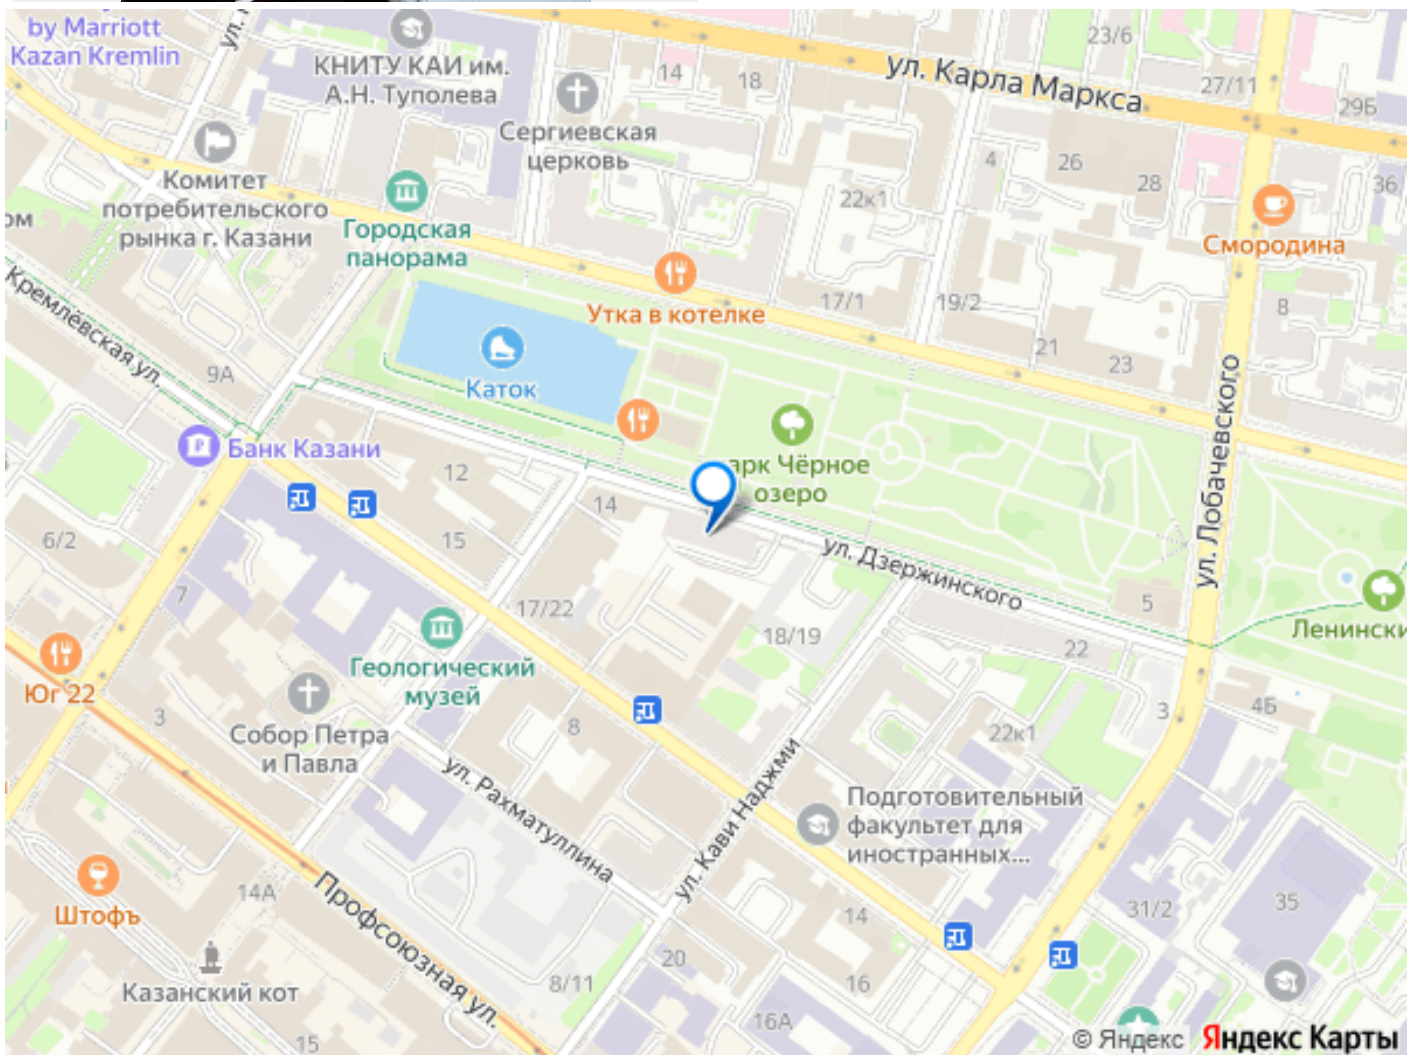 by Marriott
Kazan Kremlin
КНИТУ КАИ им.
А.Н. Туполева
14
18
23/6
ул. Карла Маркса
27/11
29Б
Сергиевская
церковь
Комитет
потребительского
рынка г. Казани
4
26
28
36
22к1
Городская
панорама
Смородина
Кремлёвская ул.
Утка в котелке
17/1
19/2
8
21
23
9А
Каток
ул. Лобачевского
Банк Казани
12
14
арк Чёрное
озеро
6/2
15
ул. Дзержинского
7
17/22
18/19
5
Ленински
22
Геологический
музей
Юг 22
3
Собор Петра
и Павла
8
22к1
3
4Б
ул. Рахматуллина
ул. Кави Наджми
Подготовительный
факультет для
иностранных...
Штофъ
14А
Профсоюзная ул.
14
31/2
35
Казанский кот
8/11
20
16
16А
15
© Яндекс Яндекс Карты